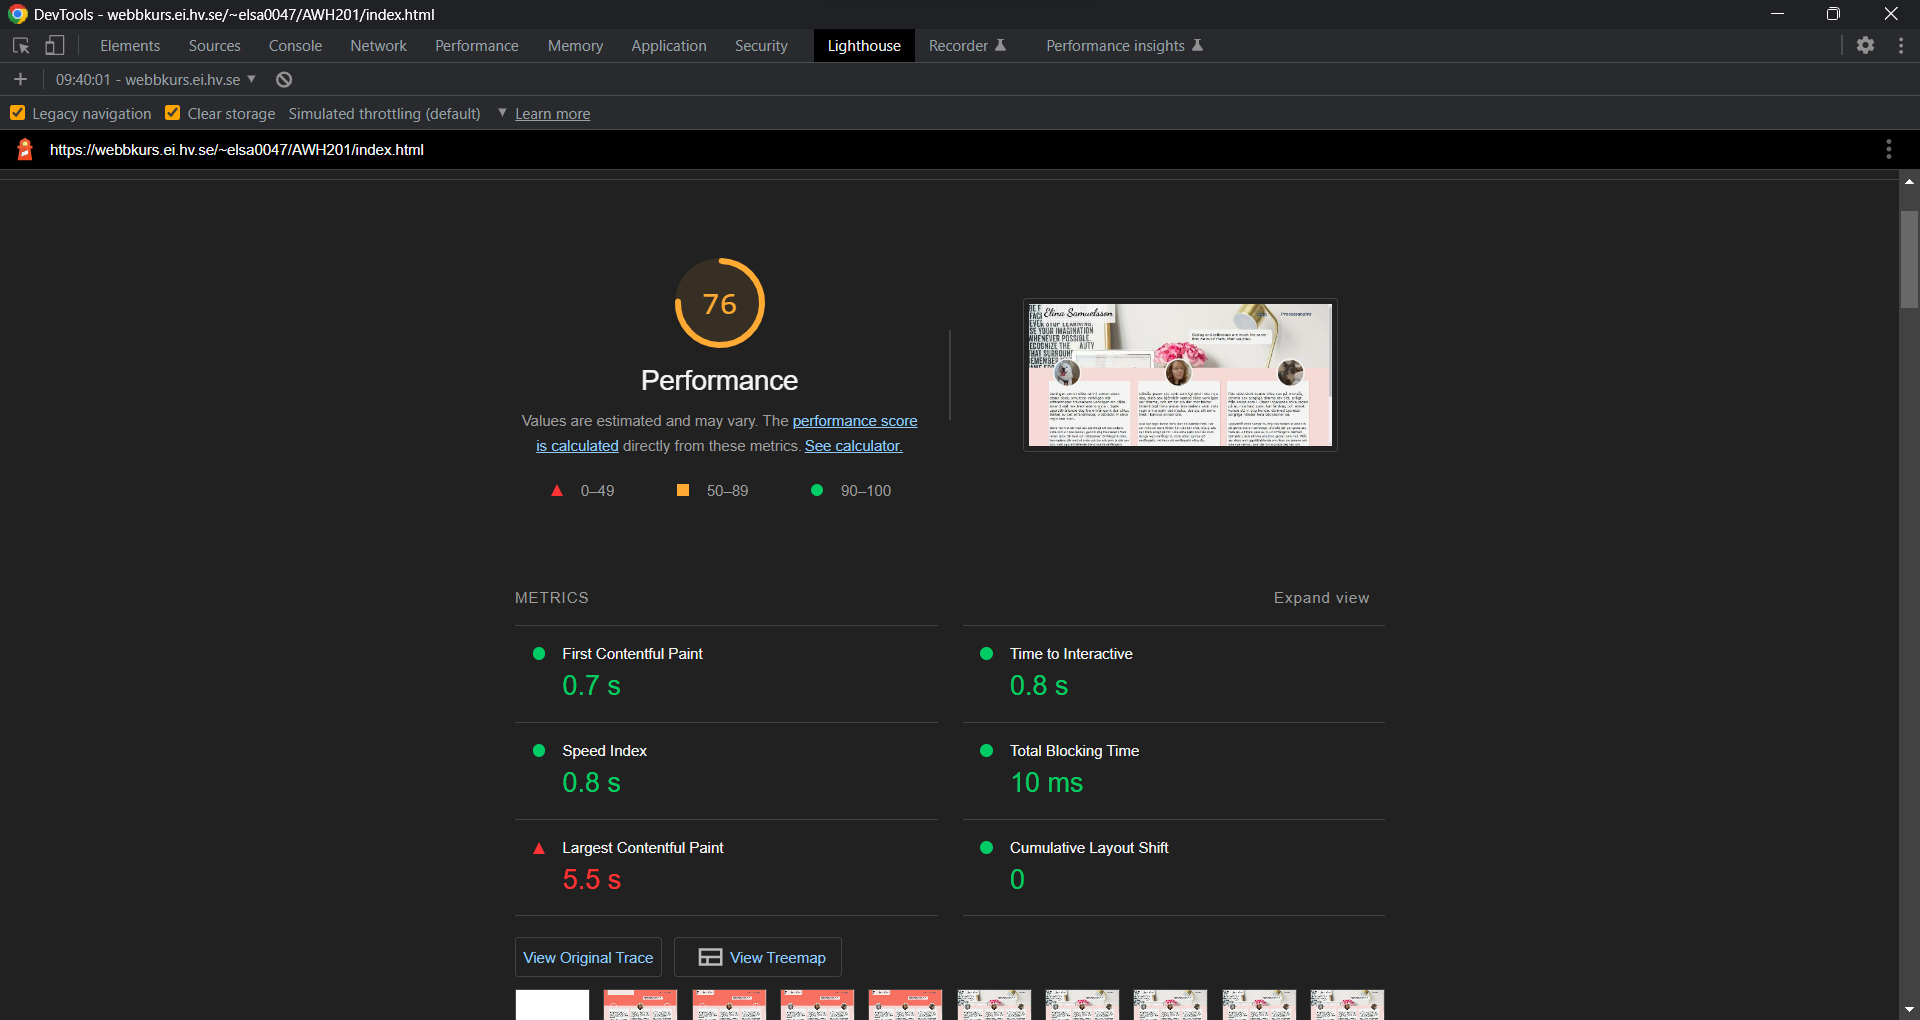 DevTools - webbkurs.ei.hv.se/~elsa0047/AWH201/index.html
Elements Sources Console Network Performance Memory Application Security Lighthouse Recorder Performance insights
09:40:01 - webbkurs.ei.hv.se
Legacy navigation Clear storage Simulated throttling (default) Learn more
https://webbkurs.ei.hv.se/~elsa0047/AWH201/index.html
76
Performance
Values are estimated and may vary. The performance score
is calculated directly from these metrics. See calculator.
0–49 50–89 90–100
Elina Samuelsson
METRICS
Expand view
First Contentful Paint
0.7 s
Time to Interactive
0.8 s
Speed Index
0.8 s
Total Blocking Time
10 ms
Largest Contentful Paint
5.5 s
Cumulative Layout Shift
0
View Original Trace
View Treemap